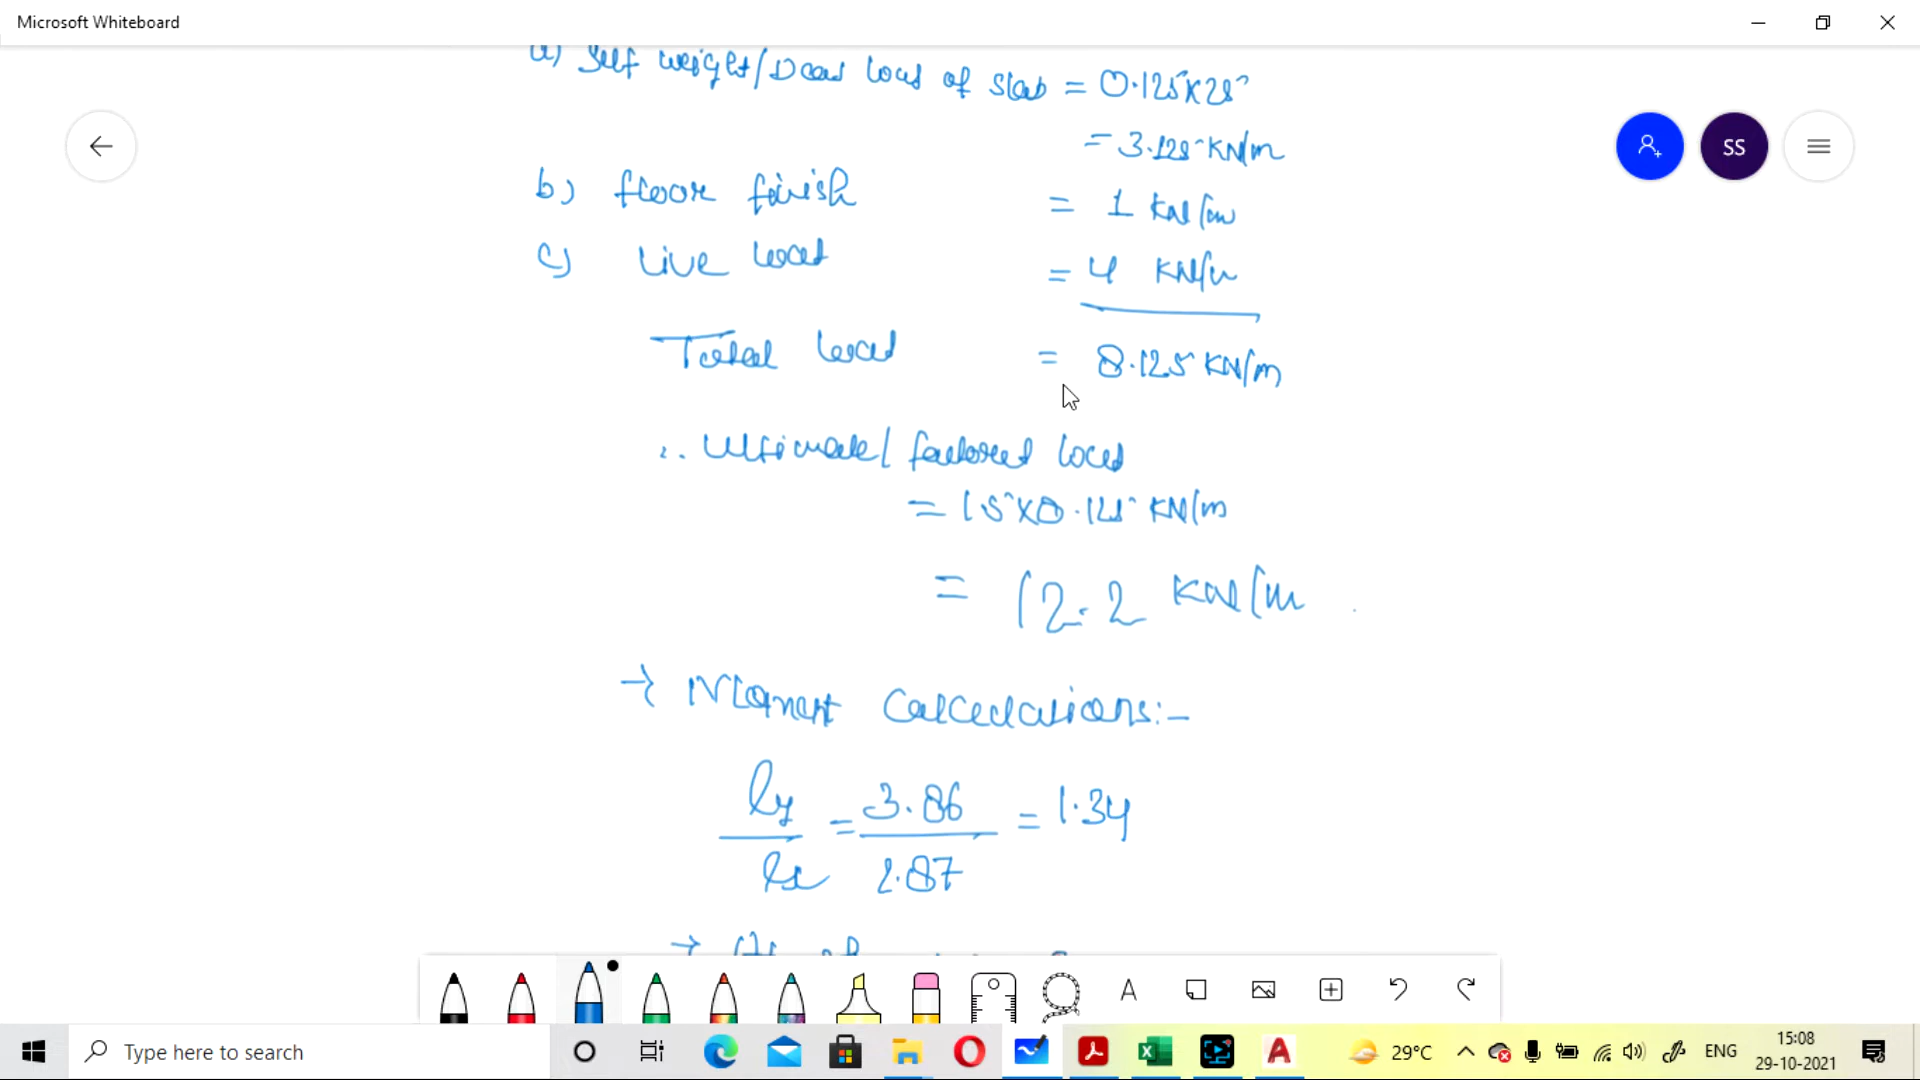 Microsoft Whiteboard
a) Self weight/Dead load of slab = 0.125X25
= 3.125 KN/m
SS
b) floor finish = 1 KN/m
c) Live load = 4 KN/m
Total load = 8.125 KN/m
∴ Ultimate/ factored load
= 1.5X8.125 KN/m
= 12.2 KN/m
→ Moment Calculations:-
ly/lx = 3.86/2.87 = 1.34
Type here to search
29°C
ENG
15:08
29-10-2021